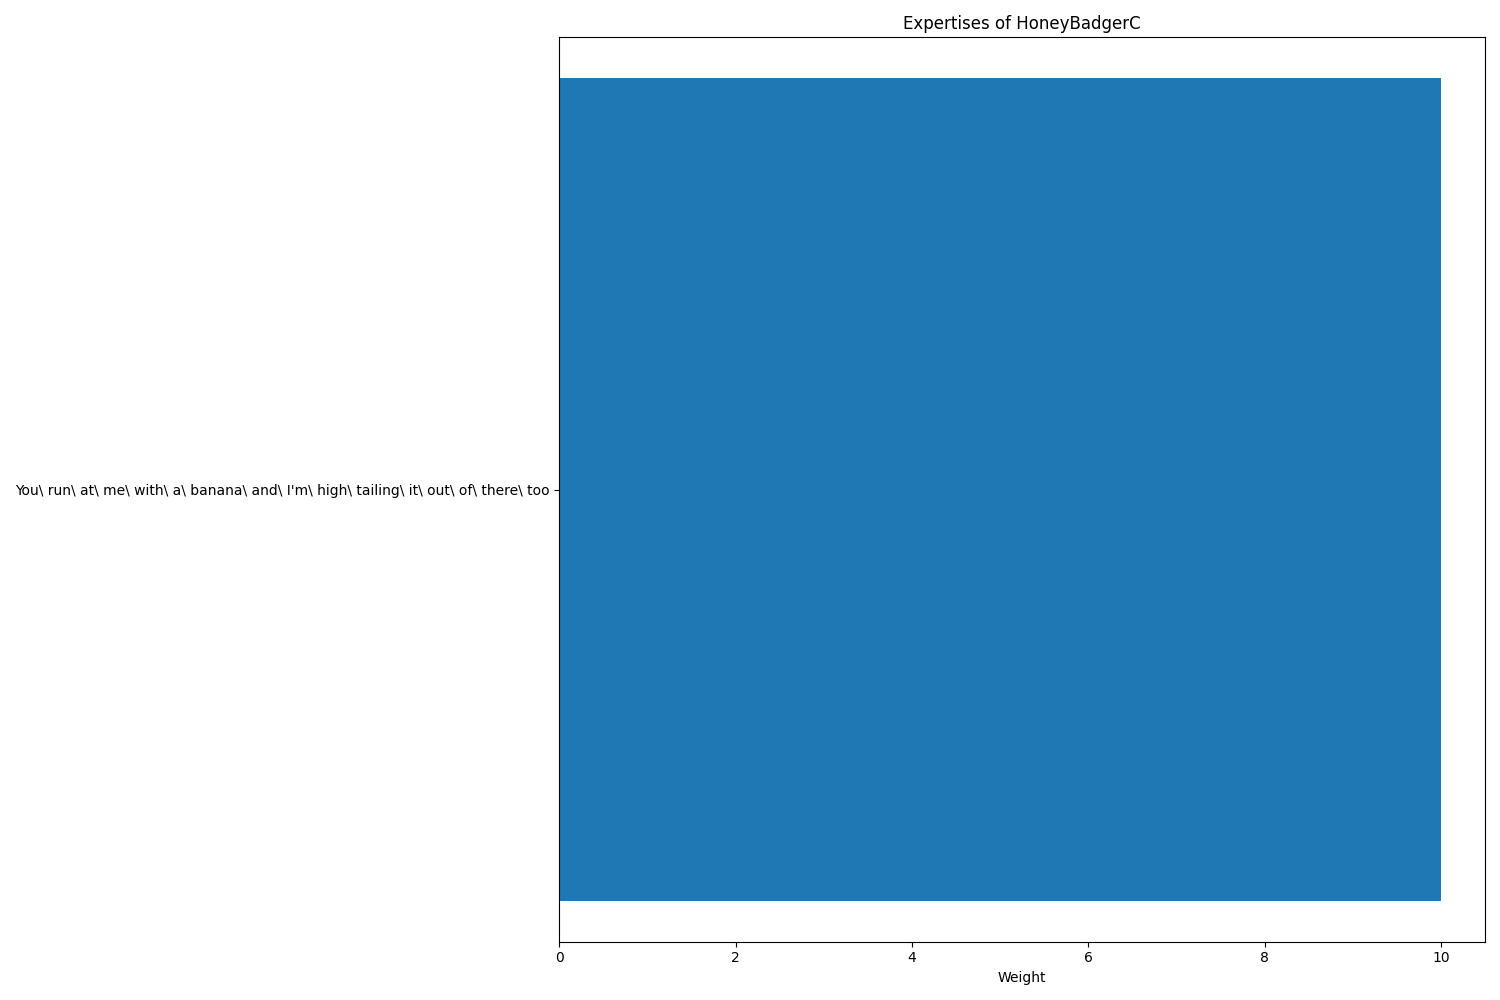 Expertises of HoneyBadgerC
You\ run\ at\ me\ with\ a\ banana\ and\ I'm\ high\ tailing\ it\ out\ of\ there\ too
0 2 4 6 8 10
Weight